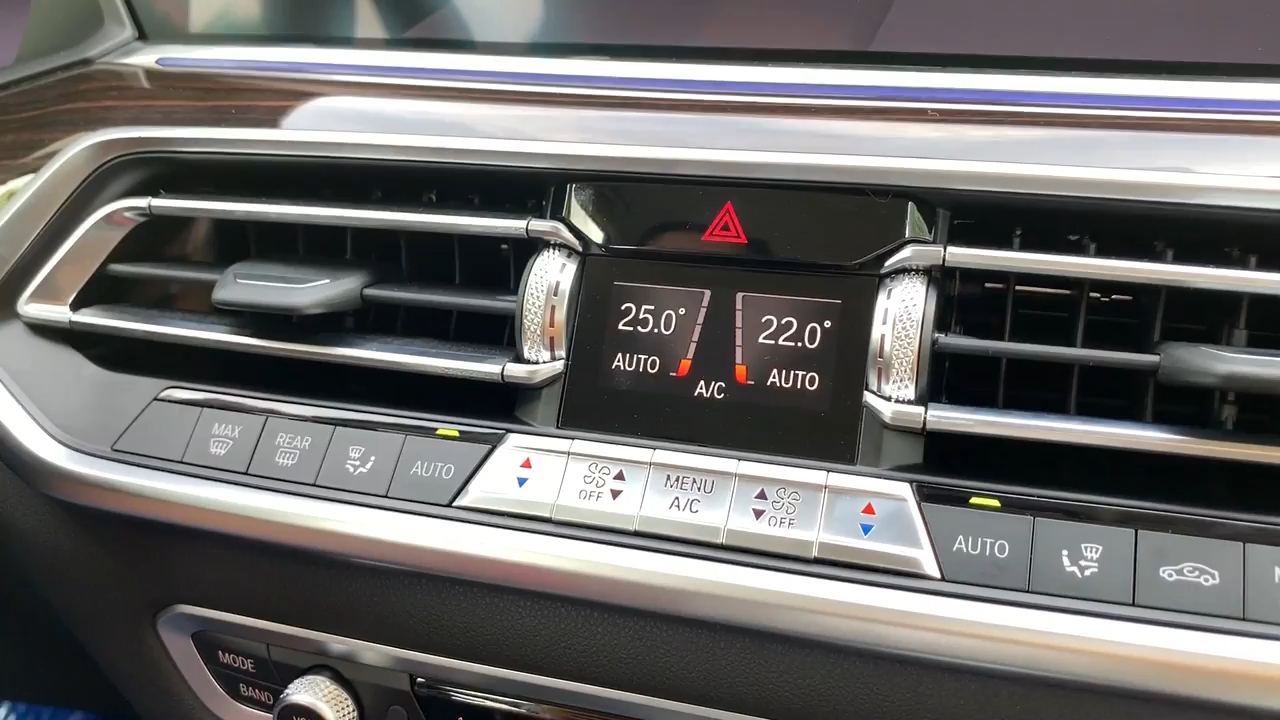 25.0°
22.0°
AUTO
A/C
AUTO
MAX
REAR
AUTO
OFF
MENU
A/C
OFF
AUTO
MODE
BAND